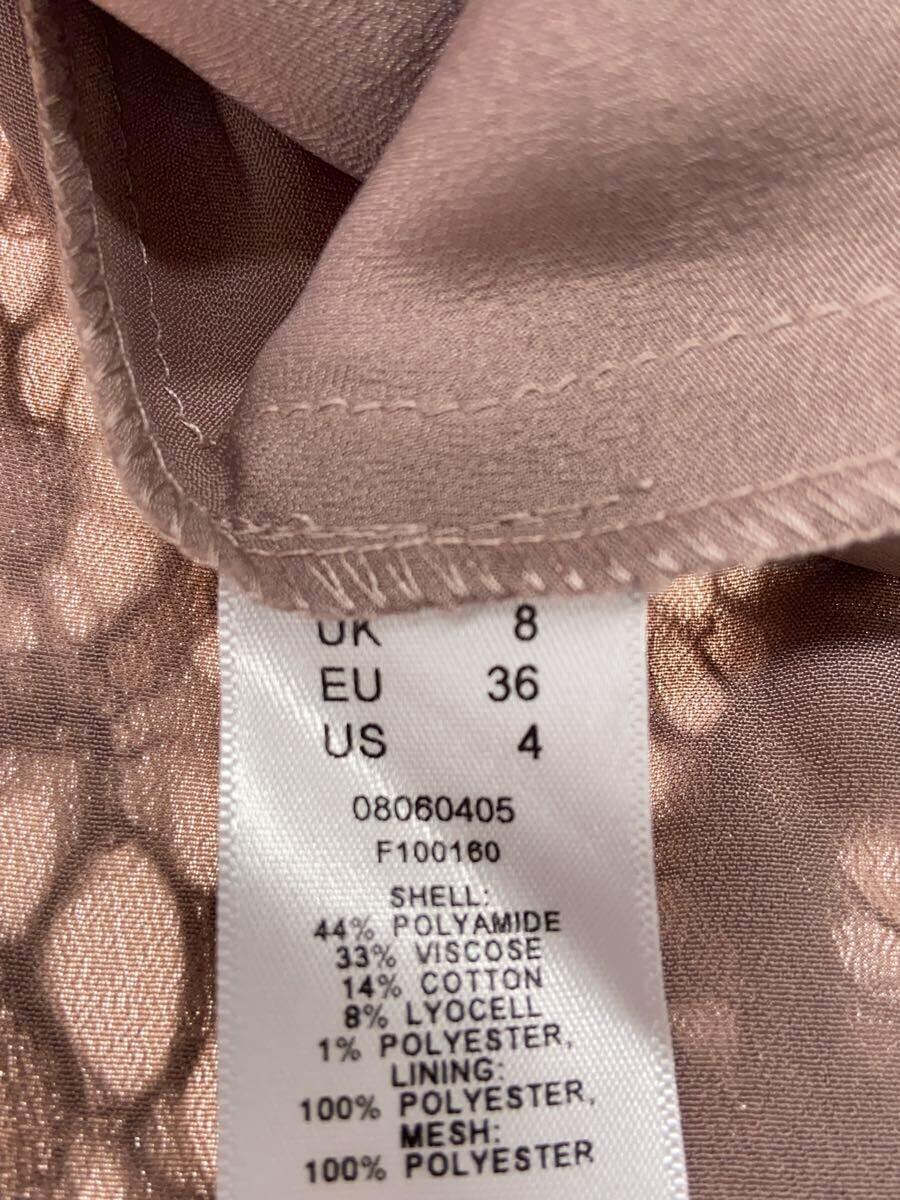 UK 8
EU 36
US 4
08060405
F100160
SHELL:
44% POLYAMIDE
33% VISCOSE
14% COTTON
8% LYOCELL
1% POLYESTER,
LINING:
100% POLYESTER,
MESH:
100% POLYESTER